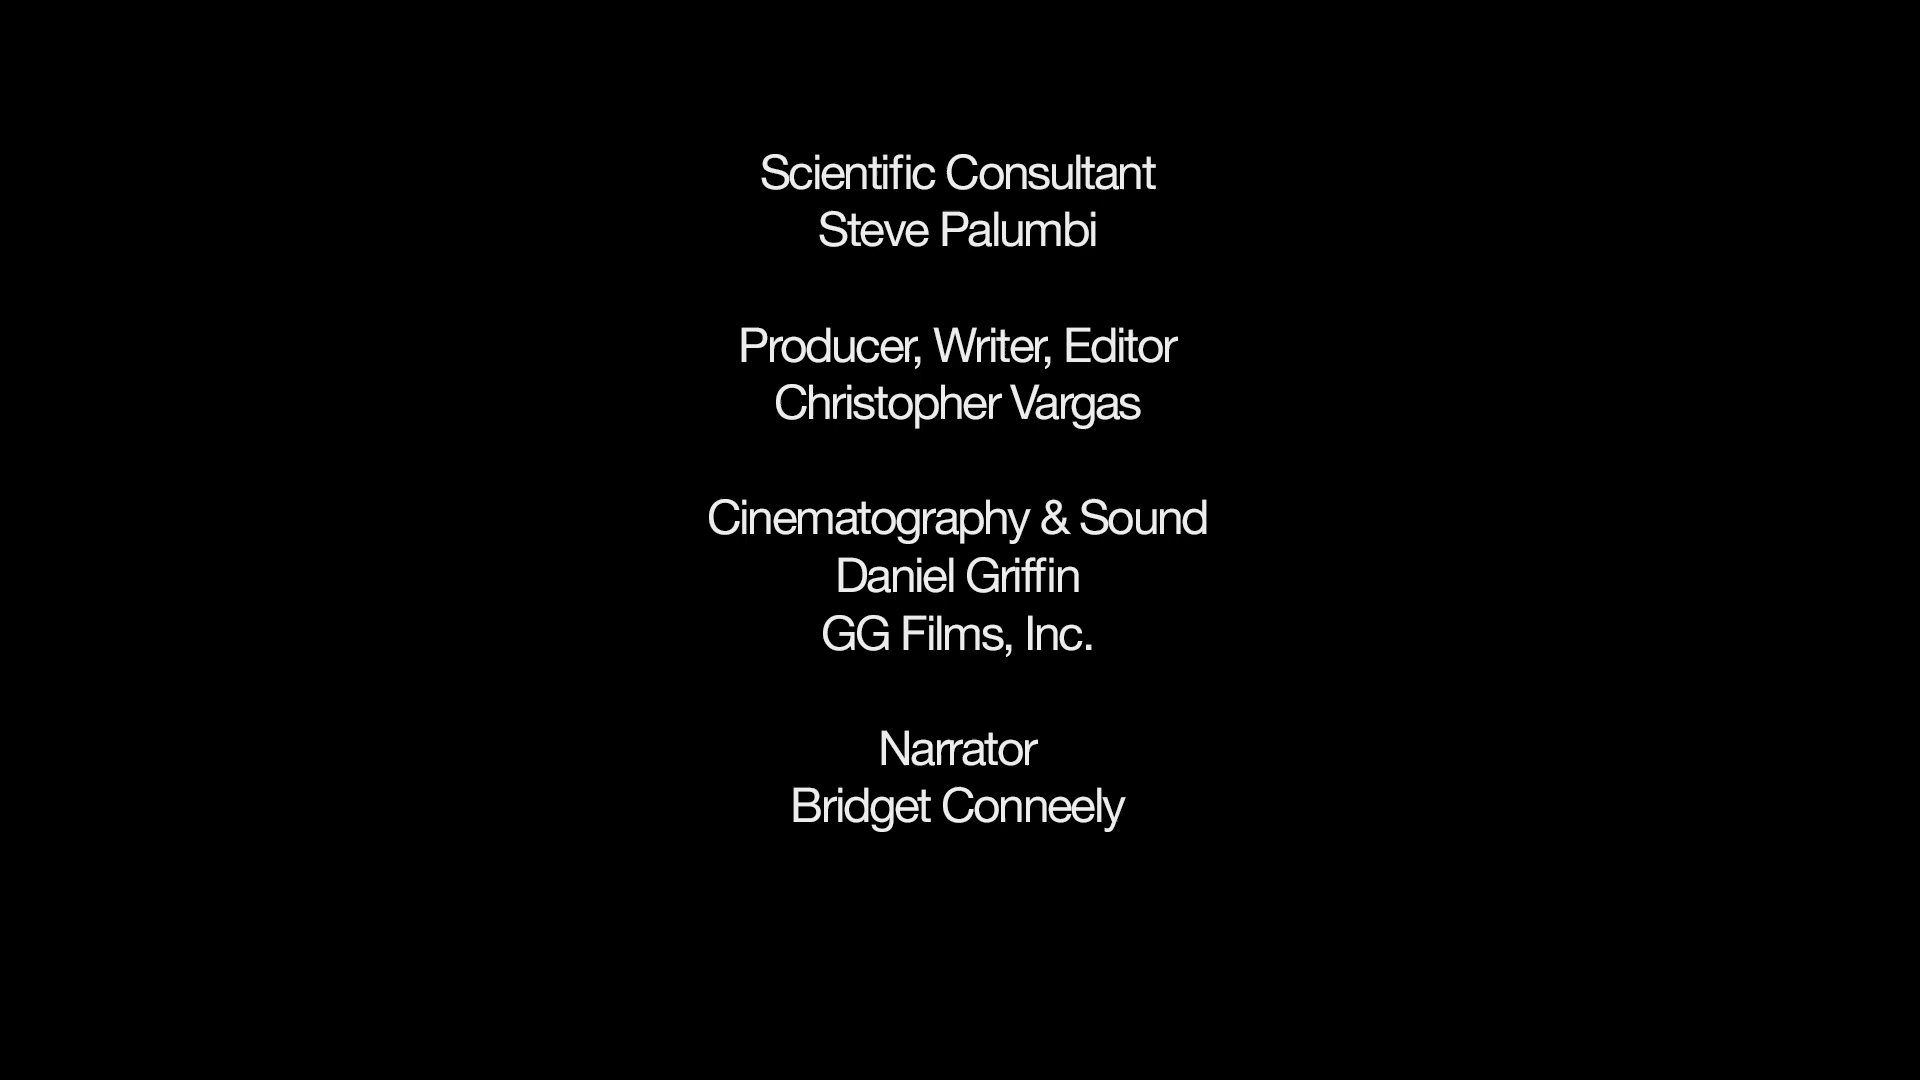 Scientific Consultant
Steve Palumbi
Producer, Writer, Editor
Christopher Vargas
Cinematography & Sound
Daniel Griffin
GG Films, Inc.
Narrator
Bridget Conneely